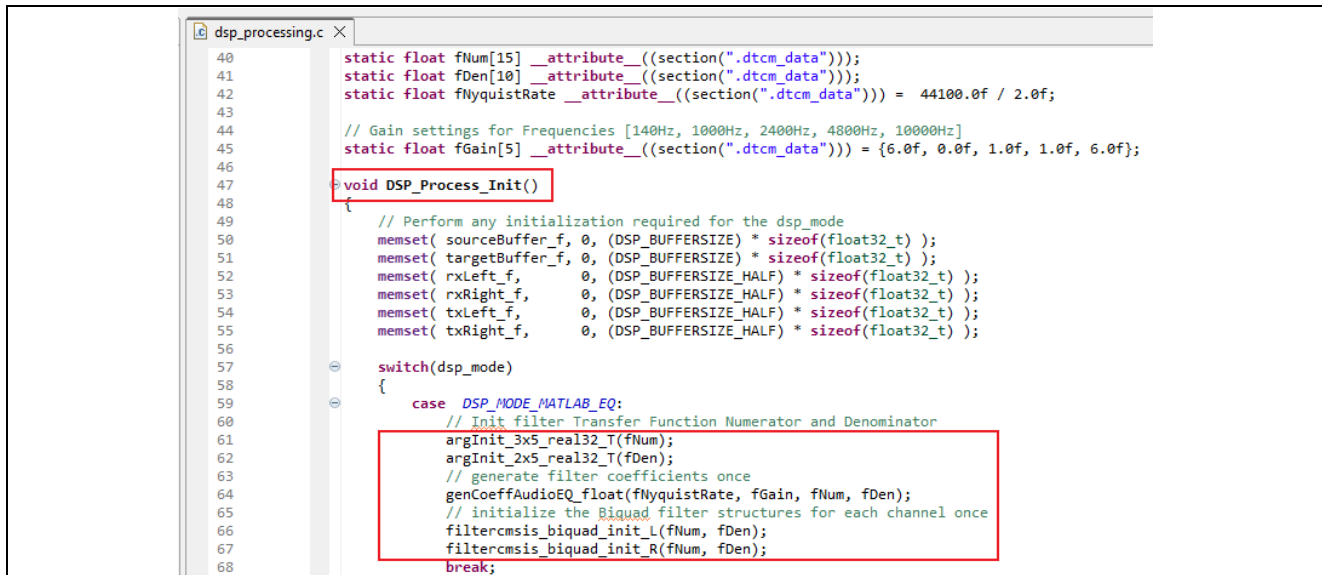 dsp_processing.c
40 static float fNum[15] __attribute__((section(".dtcm_data")));
41 static float fDen[10] __attribute__((section(".dtcm_data")));
42 static float fNyquistRate __attribute__((section(".dtcm_data"))) =  44100.0f / 2.0f;
43
44 // Gain settings for Frequencies [140Hz, 1000Hz, 2400Hz, 4800Hz, 10000Hz]
45 static float fGain[5] __attribute__((section(".dtcm_data"))) = {6.0f, 0.0f, 1.0f, 1.0f, 6.0f};
46
47 void DSP_Process_Init()
48 {
49     // Perform any initialization required for the dsp_mode
50     memset( sourceBuffer_f, 0, (DSP_BUFFERSIZE) * sizeof(float32_t) );
51     memset( targetBuffer_f, 0, (DSP_BUFFERSIZE) * sizeof(float32_t) );
52     memset( rxLeft_f,       0, (DSP_BUFFERSIZE_HALF) * sizeof(float32_t) );
53     memset( rxRight_f,      0, (DSP_BUFFERSIZE_HALF) * sizeof(float32_t) );
54     memset( txLeft_f,       0, (DSP_BUFFERSIZE_HALF) * sizeof(float32_t) );
55     memset( txRight_f,      0, (DSP_BUFFERSIZE_HALF) * sizeof(float32_t) );
56
57     switch(dsp_mode)
58     {
59         case  DSP_MODE_MATLAB_EQ:
60             // Init filter Transfer Function Numerator and Denominator
61             argInit_3x5_real32_T(fNum);
62             argInit_2x5_real32_T(fDen);
63             // generate filter coefficients once
64             genCoeffAudioEQ_float(fNyquistRate, fGain, fNum, fDen);
65             // initialize the Biquad filter structures for each channel once
66             filtercmsis_biquad_init_L(fNum, fDen);
67             filtercmsis_biquad_init_R(fNum, fDen);
68             break;